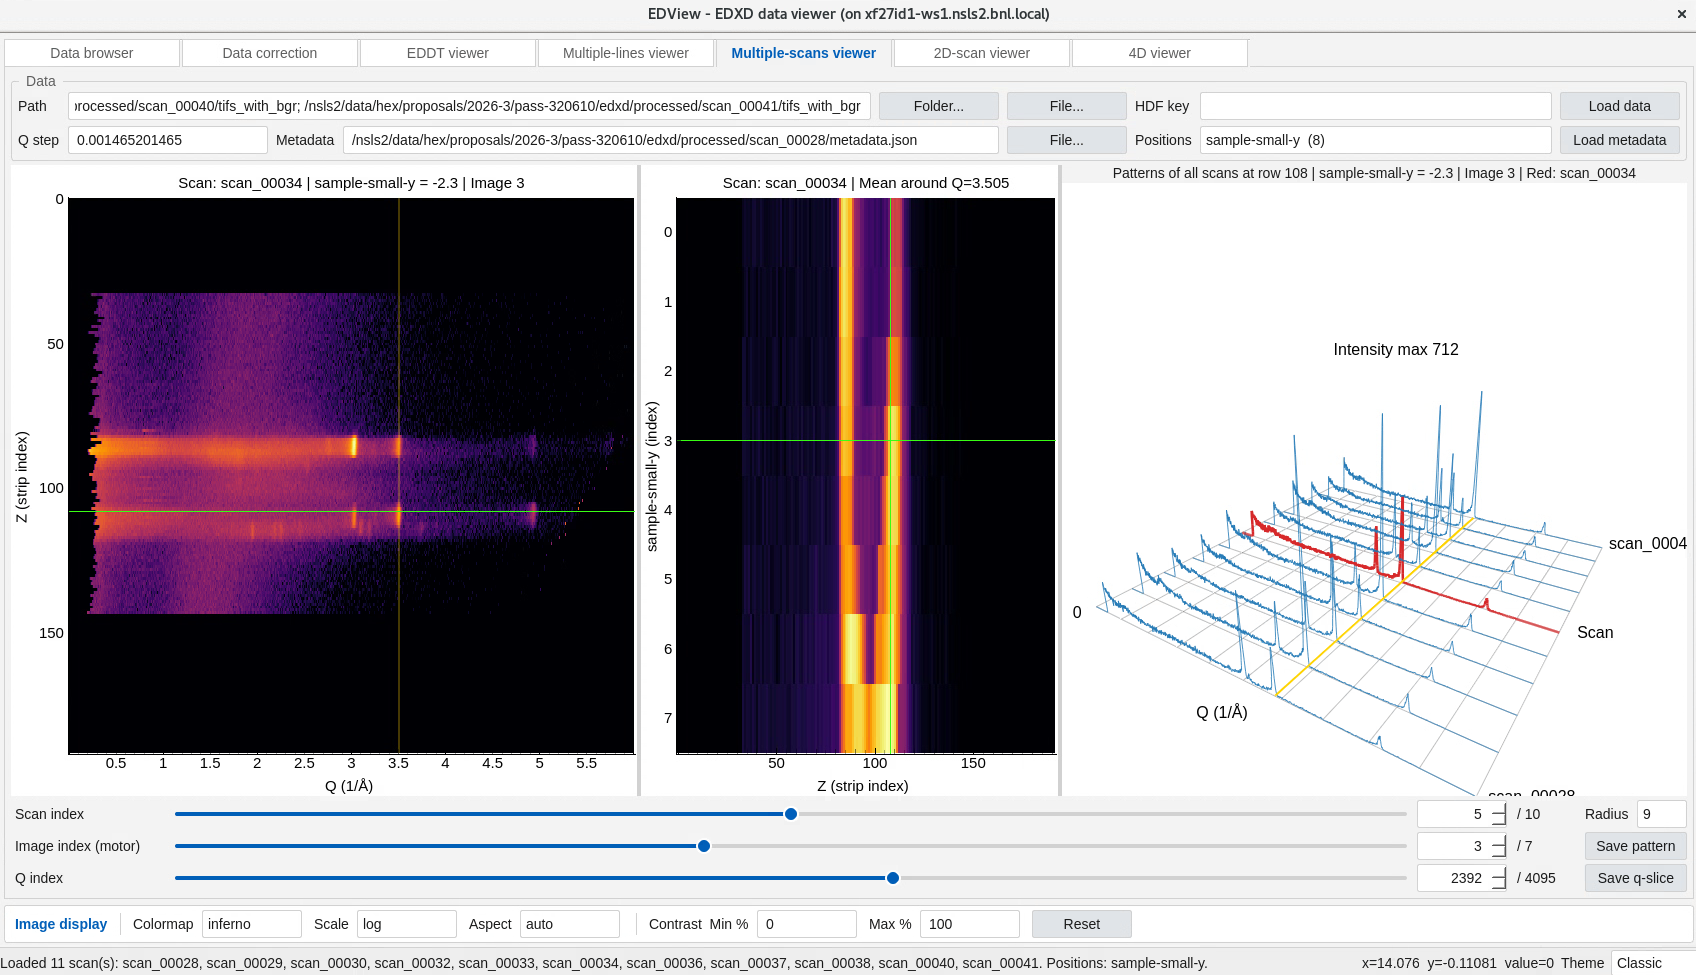 EDView - EDXD data viewer (on xf27id1-ws1.nsls2.bnl.local)
Data browser Data correction EDDT viewer Multiple-lines viewer Multiple-scans viewer 2D-scan viewer 4D viewer
Data
Path rocessed/scan_00040/tifs_with_bgr; /nsls2/data/hex/proposals/2026-3/pass-320610/edxd/processed/scan_00041/tifs_with_bgr Folder... File... HDF key Load data
Q step 0.001465201465 Metadata /nsls2/data/hex/proposals/2026-3/pass-320610/edxd/processed/scan_00028/metadata.json File... Positions sample-small-y (8) Load metadata
Scan: scan_00034 | sample-small-y = -2.3 | Image 3
0
50
100
150
Z (strip index)
0.5 1 1.5 2 2.5 3 3.5 4 4.5 5 5.5
Q (1/Å)
Scan: scan_00034 | Mean around Q=3.505
0
1
2
3
4
5
6
7
sample-small-y (index)
50 100 150
Z (strip index)
Patterns of all scans at row 108 | sample-small-y = -2.3 | Image 3 | Red: scan_00034
Intensity max 712
scan_0004
0
Scan
Q (1/Å)
scan_00028
Scan index 5 / 10 Radius 9
Image index (motor) 3 / 7 Save pattern
Q index 2392 / 4095 Save q-slice
Image display Colormap inferno Scale log Aspect auto Contrast Min % 0 Max % 100 Reset
Loaded 11 scan(s): scan_00028, scan_00029, scan_00030, scan_00032, scan_00033, scan_00034, scan_00036, scan_00037, scan_00038, scan_00040, scan_00041. Positions: sample-small-y. x=14.076 y=-0.11081 value=0 Theme Classic